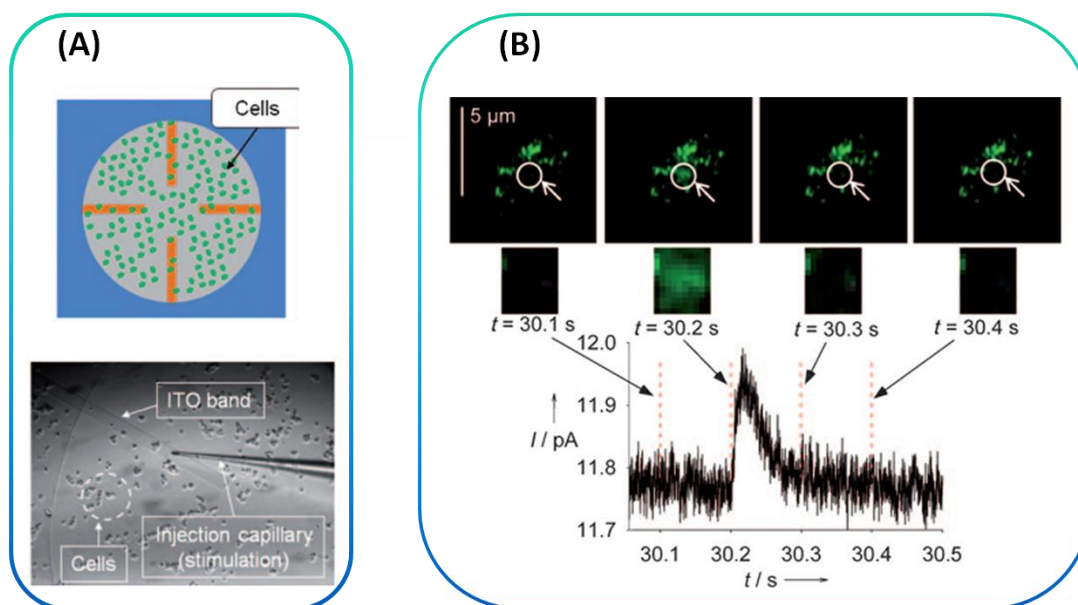 (A)
Cells
ITO band
Injection capillary
(stimulation)
Cells
(B)
5 μm
t = 30.1 s
t = 30.2 s
t = 30.3 s
t = 30.4 s
12.0
11.9
I / pA
11.8
11.7
30.1 30.2 30.3 30.4 30.5
t / s